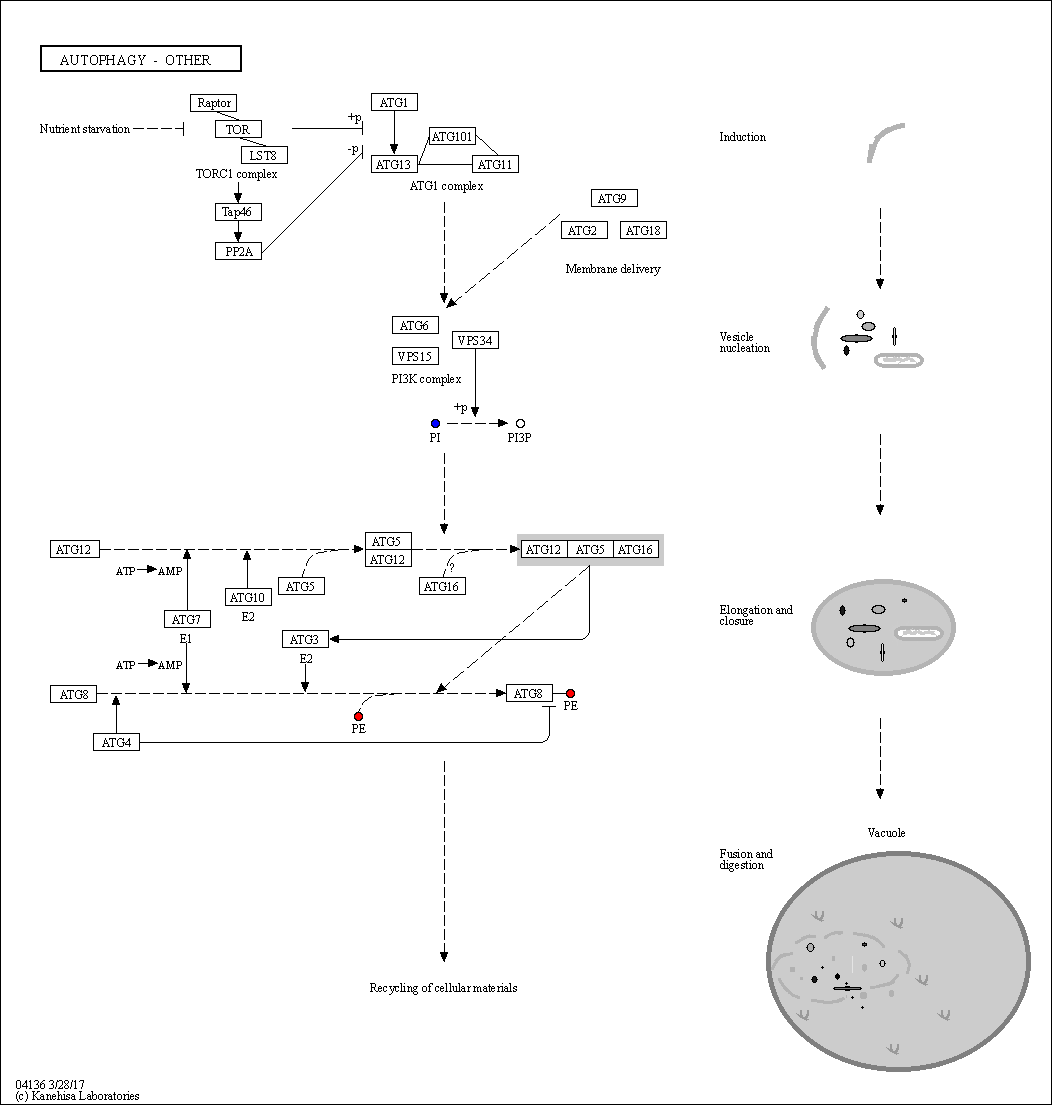 AUTOPHAGY - OTHER
Raptor
ATG1
Nutrient starvation
TOR
+p
ATG101
-p
LST8
ATG13
ATG11
TORC1 complex
ATG1 complex
Induction
Tap46
ATG9
PP2A
ATG2
ATG18
Membrane delivery
ATG6
VPS34
VPS15
PI3K complex
Vesicle
nucleation
+p
PI
PI3P
ATG12
ATG5
ATG12
ATG12
ATG5
ATG16
ATP
AMP
ATG5
ATG16
?
ATG10
E2
ATG7
E1
ATG3
E2
Elongation and
closure
ATP
AMP
ATG8
ATG8
PE
PE
ATG4
Vacuole
Fusion and
digestion
Recycling of cellular materials
04136 3/28/17
(c) Kanehisa Laboratories